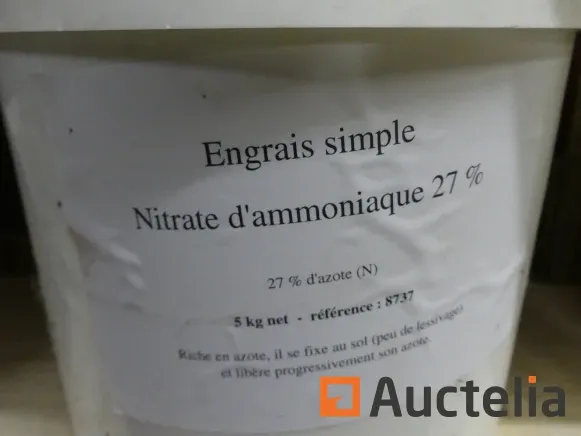 Engrais simple
Nitrate d'ammoniaque 27 %
27 % d'azote (N)
5 kg net - référence : 8737
Riche en azote, il se fixe au sol (peu de lessivage)
et libère progressivement son azote.
Auctelia